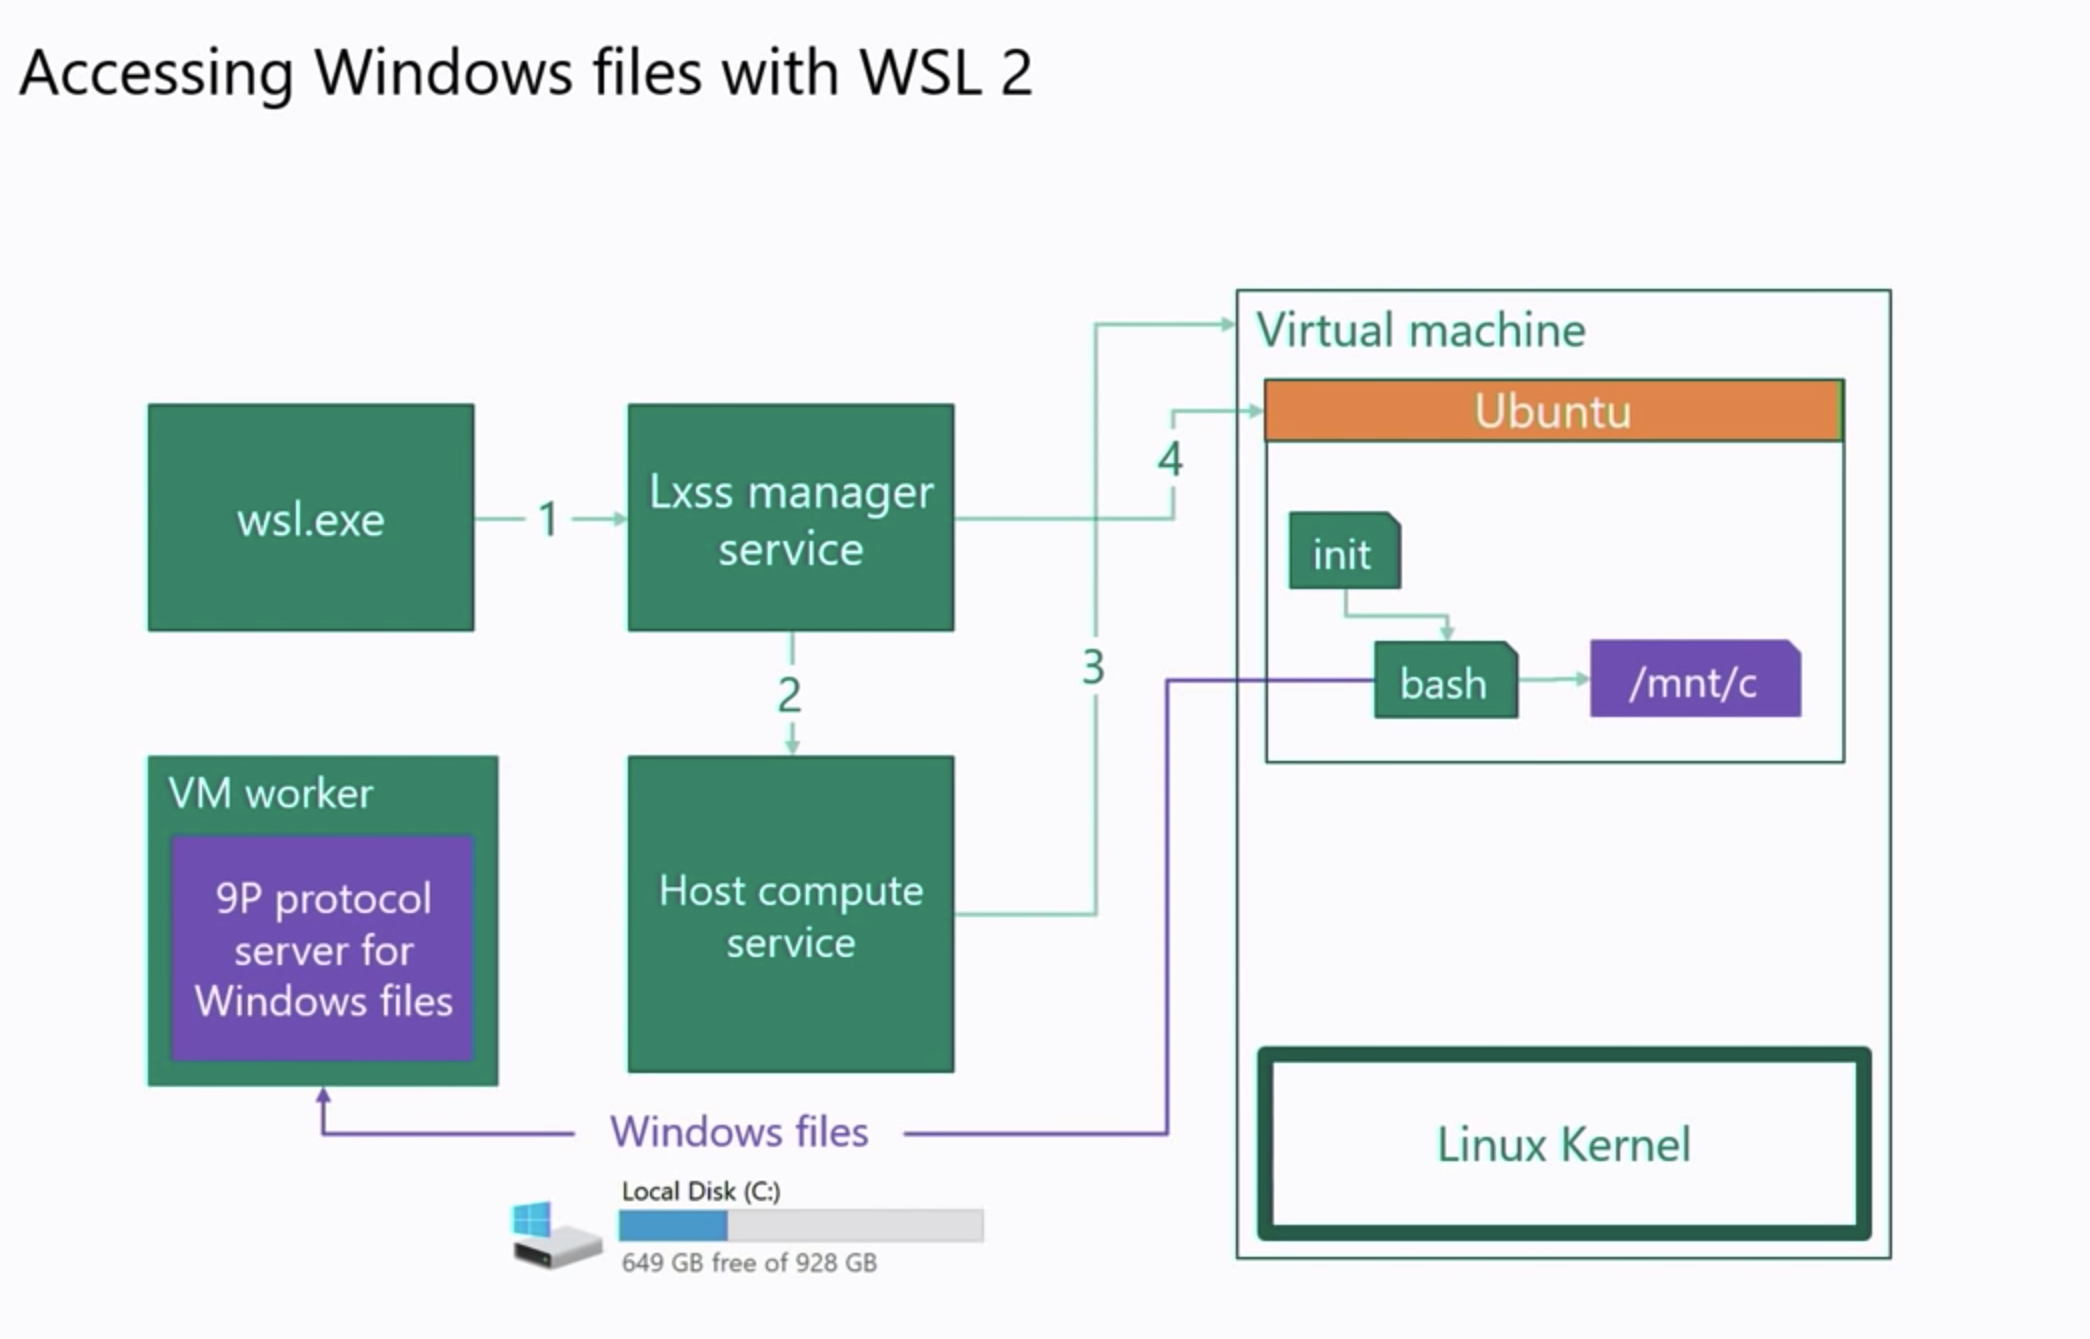 Accessing Windows files with WSL 2
Virtual machine
Ubuntu
wsl.exe
1
Lxss manager
service
4
init
bash
/mnt/c
2
3
VM worker
9P protocol
server for
Windows files
Host compute
service
Windows files
Local Disk (C:)
649 GB free of 928 GB
Linux Kernel